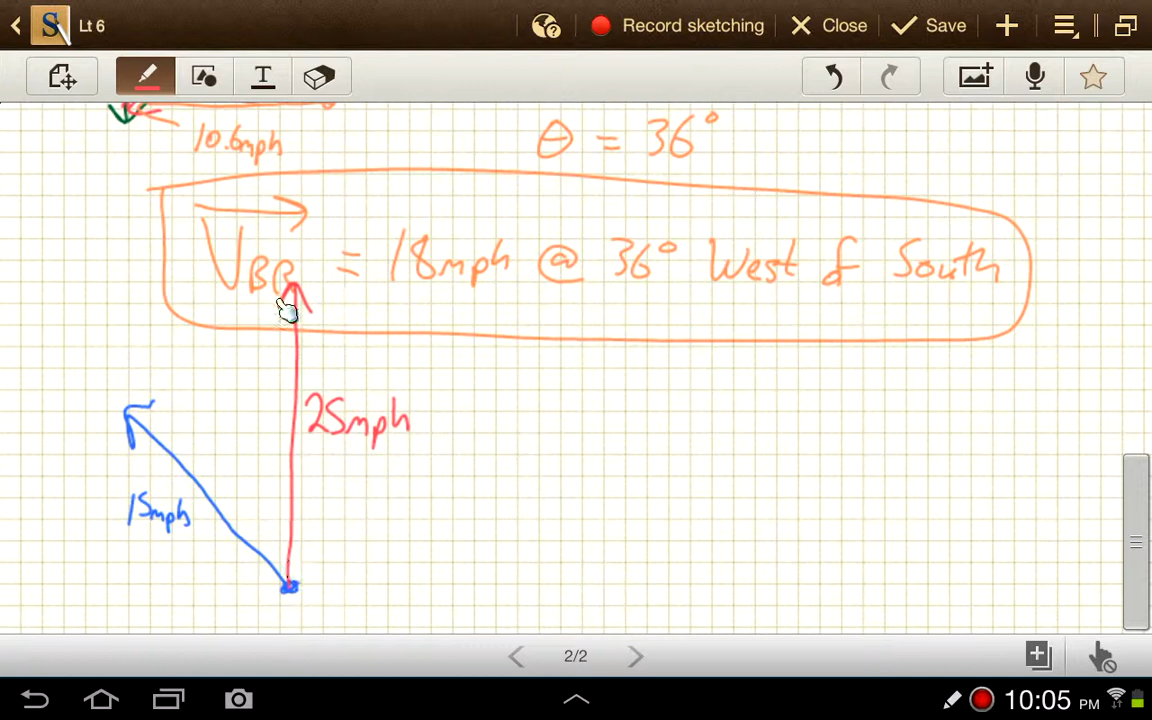 S Lt 6 Record sketching Close Save
T
10.6mph
θ = 36°
V BB = 18mph @ 36° West of South
25mph
15mph
2/2
10:05 PM